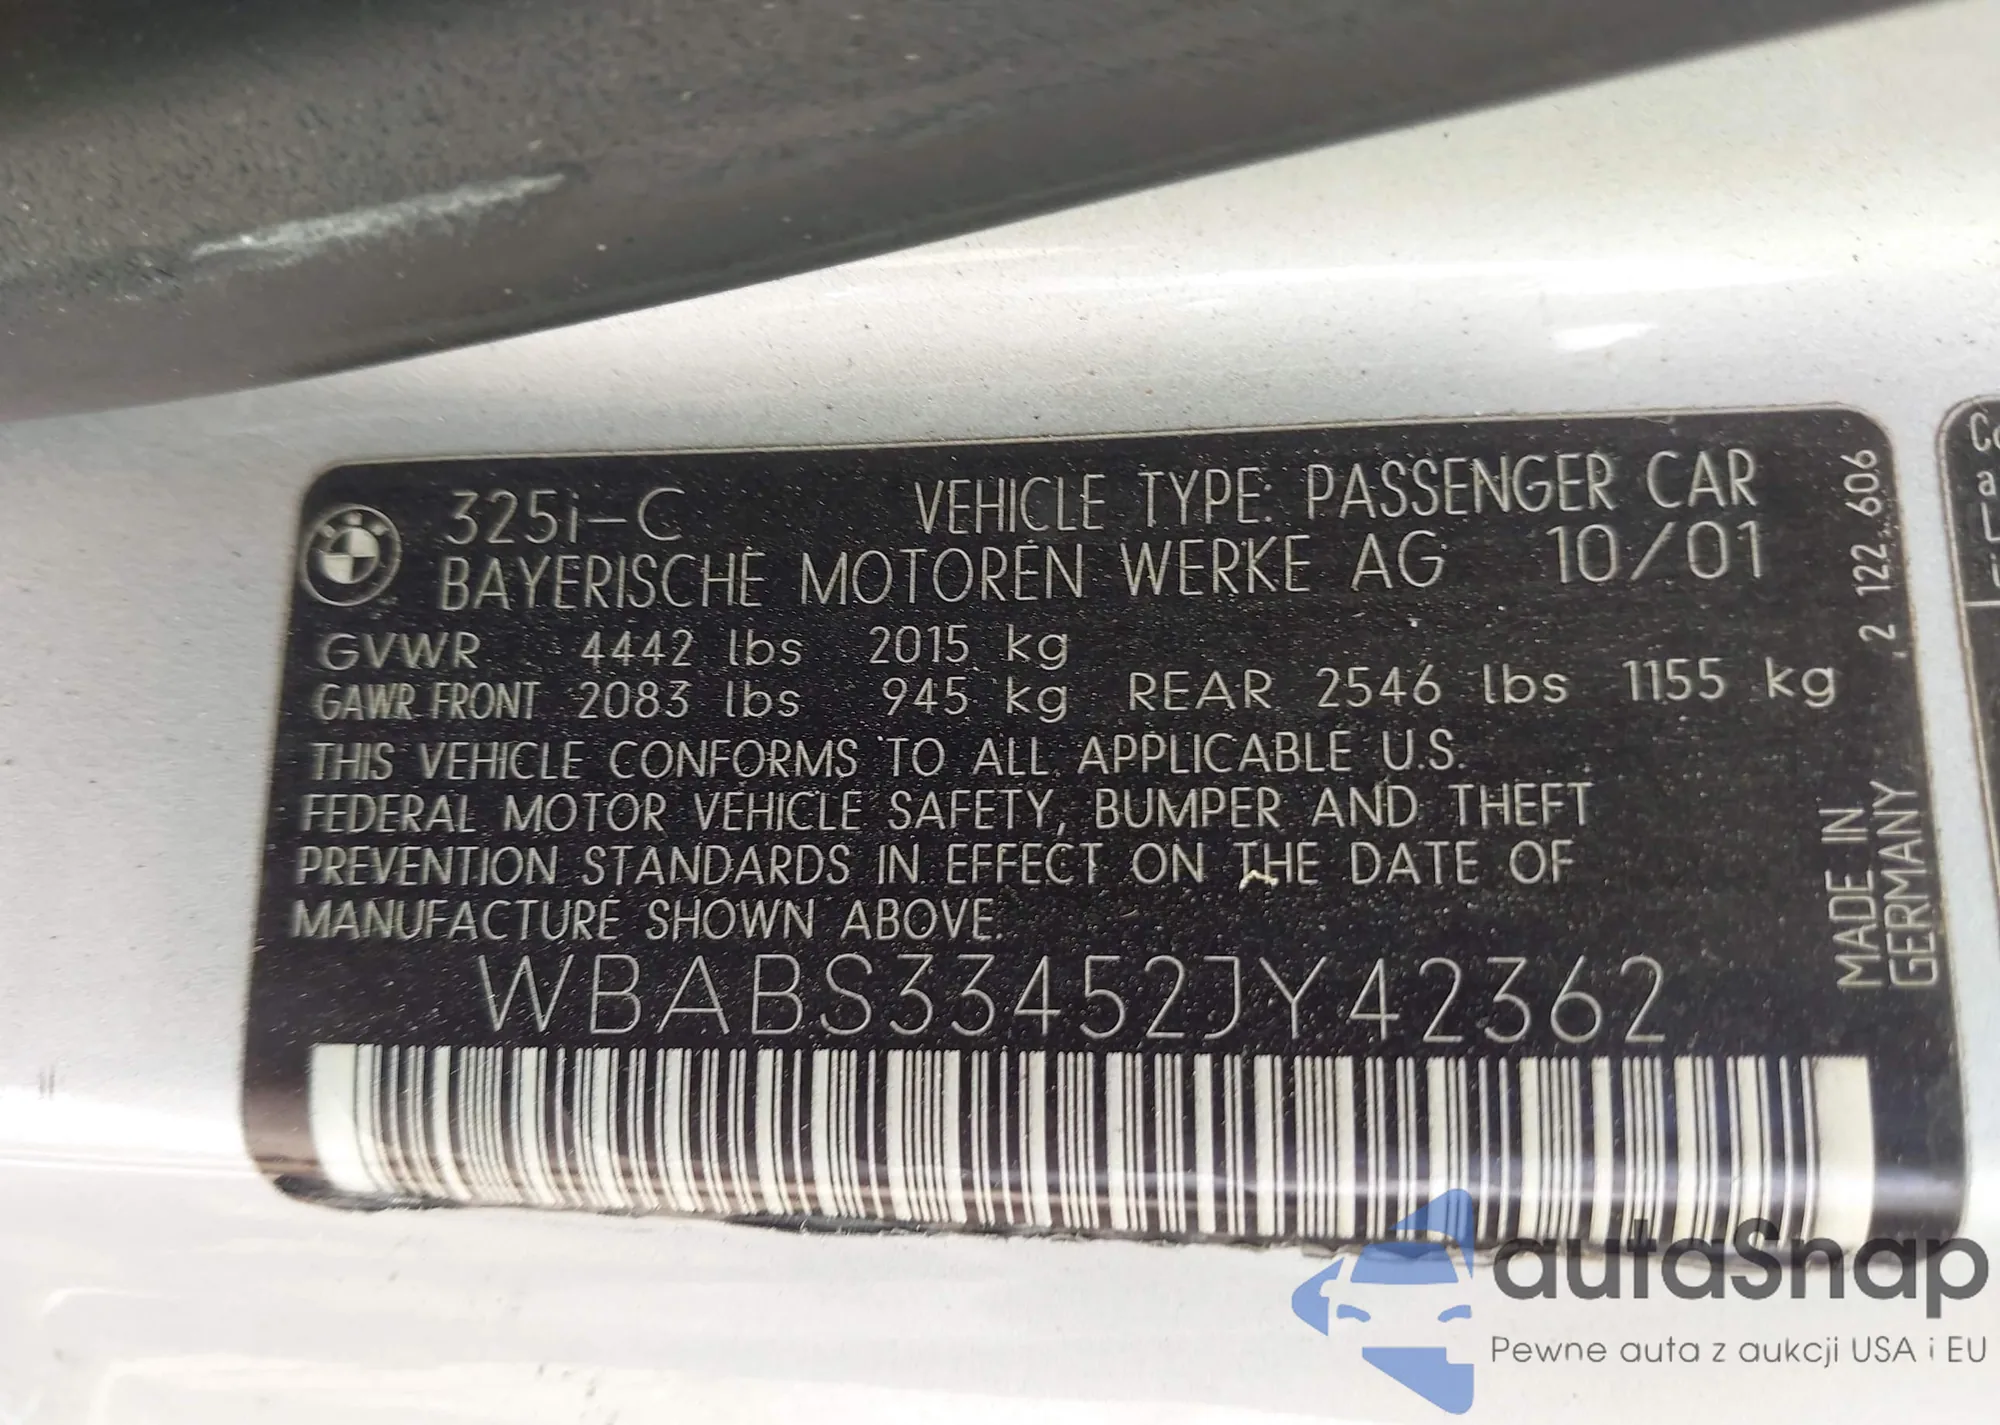 325i-C VEHICLE TYPE: PASSENGER CAR
BAYERISCHE MOTOREN WERKE AG 10/01
GVWR 4442 lbs 2015 kg
GAWR FRONT 2083 lbs 945 kg REAR 2546 lbs 1155 kg
THIS VEHICLE CONFORMS TO ALL APPLICABLE U.S.
FEDERAL MOTOR VEHICLE SAFETY, BUMPER AND THEFT
PREVENTION STANDARDS IN EFFECT ON THE DATE OF
MANUFACTURE SHOWN ABOVE.
WBABS33452JY42362
2 122 606
MADE IN
GERMANY
autaSnap
Pewne auta z aukcji USA i EU